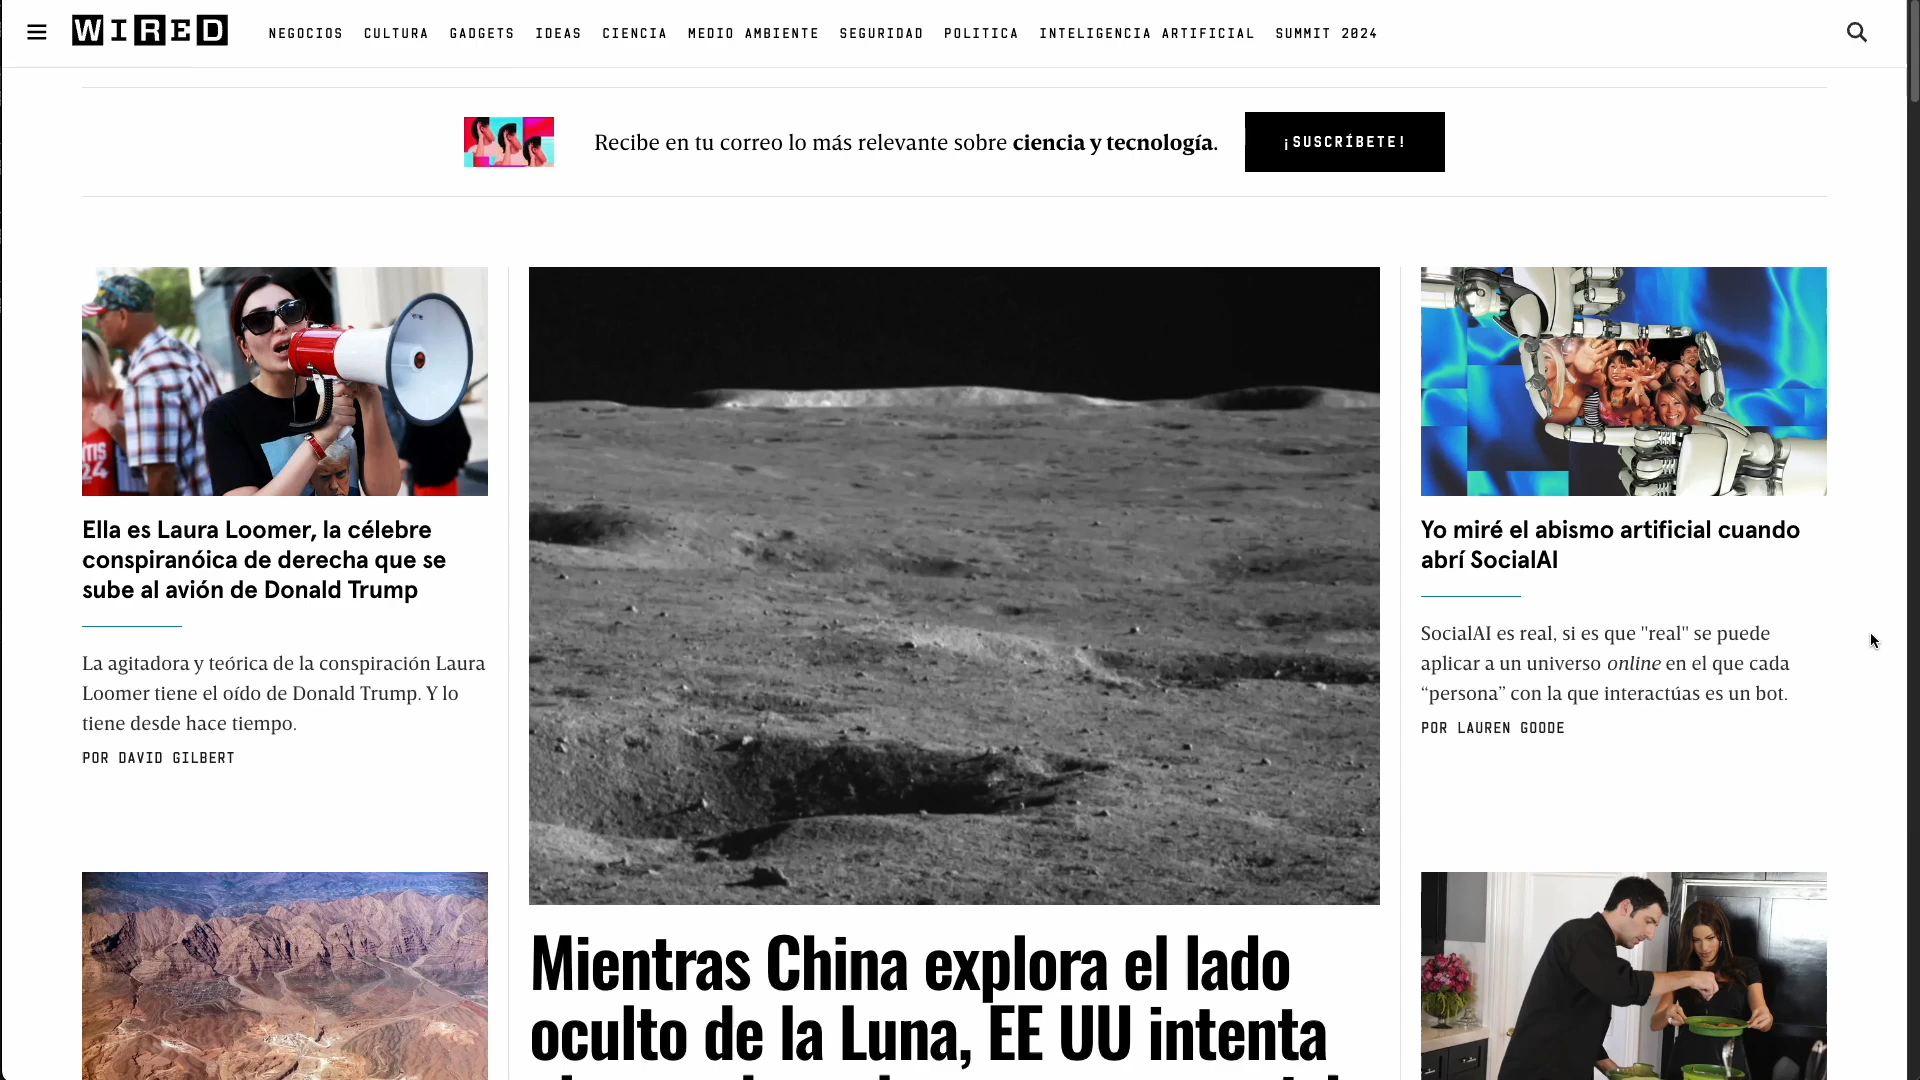 WIRED
NEGOCIOS CULTURA GADGETS IDEAS CIENCIA MEDIO AMBIENTE SEGURIDAD POLITICA INTELIGENCIA ARTIFICIAL SUMMIT 2024
Recibe en tu correo lo más relevante sobre ciencia y tecnología.
¡SUSCRÍBETE!
Ella es Laura Loomer, la célebre
conspiranóica de derecha que se
sube al avión de Donald Trump
La agitadora y teórica de la conspiración Laura
Loomer tiene el oído de Donald Trump. Y lo
tiene desde hace tiempo.
POR DAVID GILBERT
Mientras China explora el lado
oculto de la Luna, EE UU intenta
Yo miré el abismo artificial cuando
abrí SocialAI
SocialAI es real, si es que "real" se puede
aplicar a un universo online en el que cada
“persona” con la que interactúas es un bot.
POR LAUREN GOODE